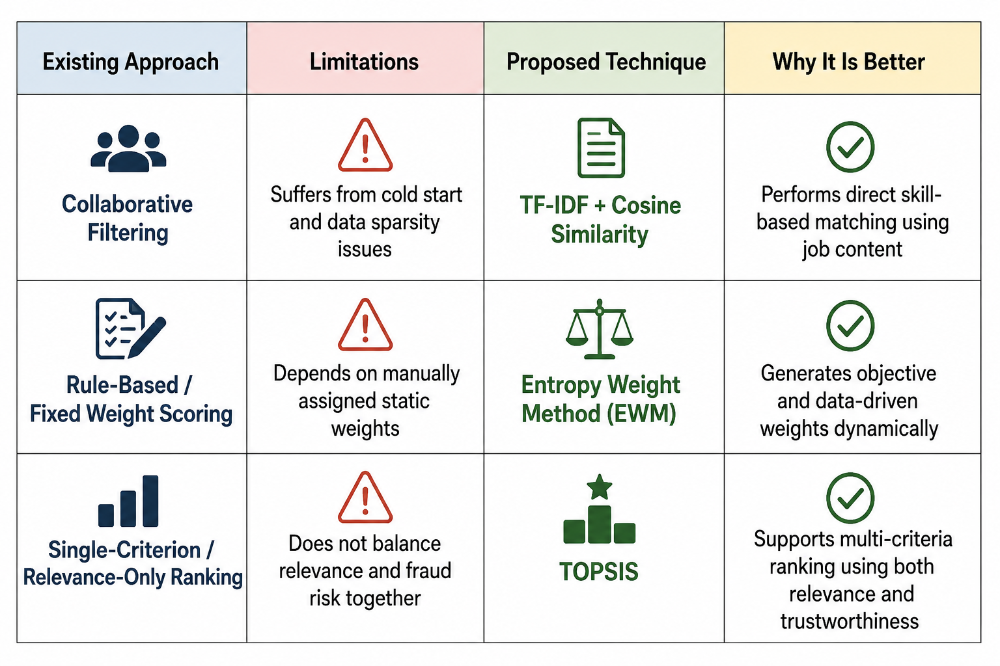 Existing Approach
Limitations
Proposed Technique
Why It Is Better
Collaborative
Filtering
Suffers from cold start
and data sparsity
issues
TF-IDF + Cosine
Similarity
Performs direct skill-
based matching using
job content
Rule-Based /
Fixed Weight Scoring
Depends on manually
assigned static
weights
Entropy Weight
Method (EWM)
Generates objective
and data-driven
weights dynamically
Single-Criterion /
Relevance-Only Ranking
Does not balance
relevance and fraud
risk together
TOPSIS
Supports multi-criteria
ranking using both
relevance and
trustworthiness